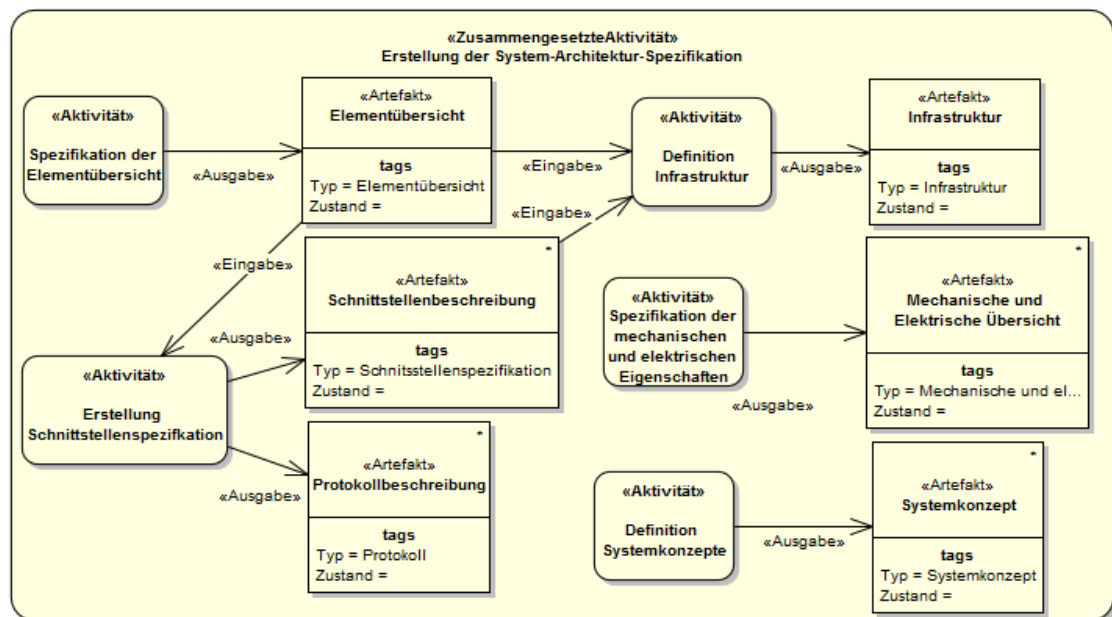 «ZusammengesetzteAktivität»
Erstellung der System-Architektur-Spezifikation
«Aktivität»
Spezifikation der
Elementübersicht
«Ausgabe»
«Artefakt»
Elementübersicht
tags
Typ = Elementübersicht
Zustand =
«Eingabe»
«Aktivität»
Definition
Infrastruktur
«Ausgabe»
«Artefakt»
Infrastruktur
tags
Typ = Infrastruktur
Zustand =
«Eingabe»
«Eingabe»
*
«Artefakt»
Schnittstellenbeschreibung
tags
Typ = Schnitsstellenspezifikation
Zustand =
«Ausgabe»
«Aktivität»
Erstellung
Schnittstellenspezifkation
«Ausgabe»
*
«Artefakt»
Protokollbeschreibung
tags
Typ = Protokoll
Zustand =
«Aktivität»
Spezifikation der
mechanischen
und elektrischen
Eigenschaften
«Ausgabe»
*
«Artefakt»
Mechanische und
Elektrische Übersicht
tags
Typ = Mechanische und el...
Zustand =
«Aktivität»
Definition
Systemkonzepte
«Ausgabe»
*
«Artefakt»
Systemkonzept
tags
Typ = Systemkonzept
Zustand =